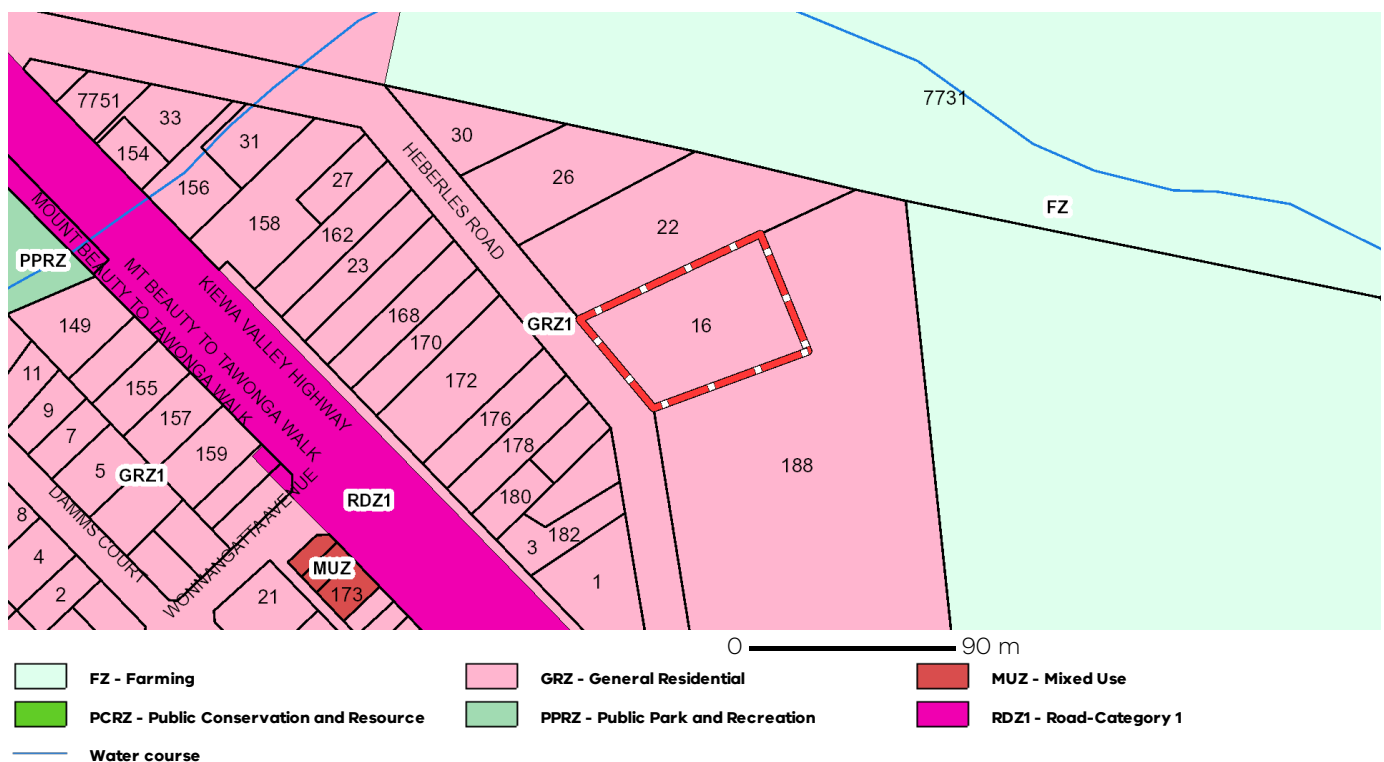 7731
7751
33
30
31
154
26
27
156
HEBERLES ROAD
FZ
158
22
162
MOUNT BEAUTY TO TAWONGA WALK
PPRZ
23
MT BEAUTY TO TAWONGA WALK
KIEWA VALLEY HIGHWAY
168
GRZ1
16
149
170
11
155
172
9
157
176
7
178
159
188
5
GRZ1
180
RDZ1
DAMMS COURT
WONNANGATTA AVENUE
8
182
3
4
MUZ
1
2
21
173
0 90 m
FZ - Farming
GRZ - General Residential
MUZ - Mixed Use
PCRZ - Public Conservation and Resource
PPRZ - Public Park and Recreation
RDZ1 - Road-Category 1
Water course